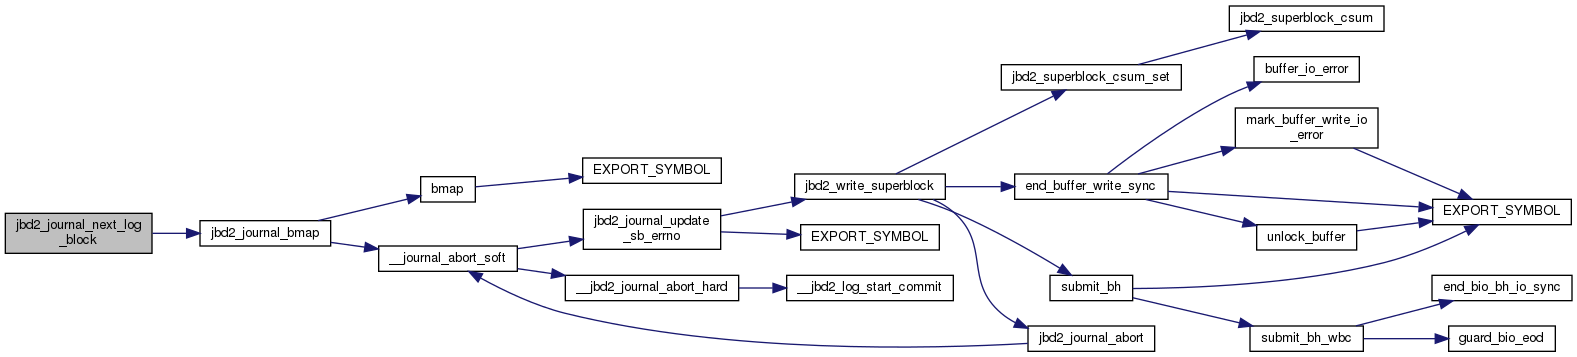 jbd2_superblock_csum
jbd2_superblock_csum_set
buffer_io_error
mark_buffer_write_io
_error
EXPORT_SYMBOL
bmap
jbd2_write_superblock
end_buffer_write_sync
EXPORT_SYMBOL
jbd2_journal_next_log
_block
jbd2_journal_bmap
jbd2_journal_update
_sb_errno
EXPORT_SYMBOL
unlock_buffer
__journal_abort_soft
__jbd2_journal_abort_hard
__jbd2_log_start_commit
submit_bh
end_bio_bh_io_sync
jbd2_journal_abort
submit_bh_wbc
guard_bio_eod